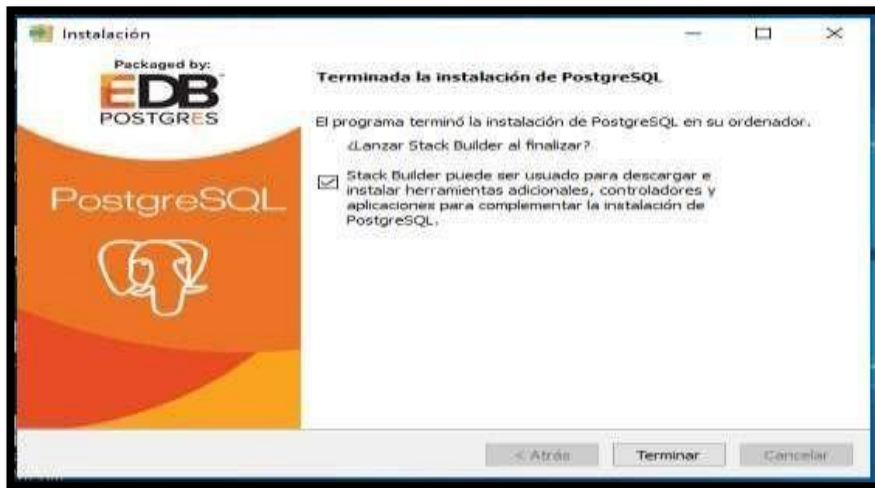 Instalación
Packaged by:
EDB
POSTGRES
PostgreSQL
Terminada la instalación de PostgreSQL
El programa terminó la instalación de PostgreSQL en su ordenador.
¿Lanzar Stack Builder al finalizar?
Stack Builder puede ser usado para descargar e
instalar herramientas adicionales, controladores y
aplicaciones para complementar la instalación de
PostgreSQL.
< Atrás
Terminar
Cancelar